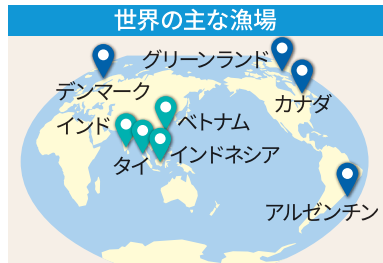 世界の主な漁場
グリーンランド
デンマーク
カナダ
インド
ベトナム
タイ
インドネシア
アルゼンチン